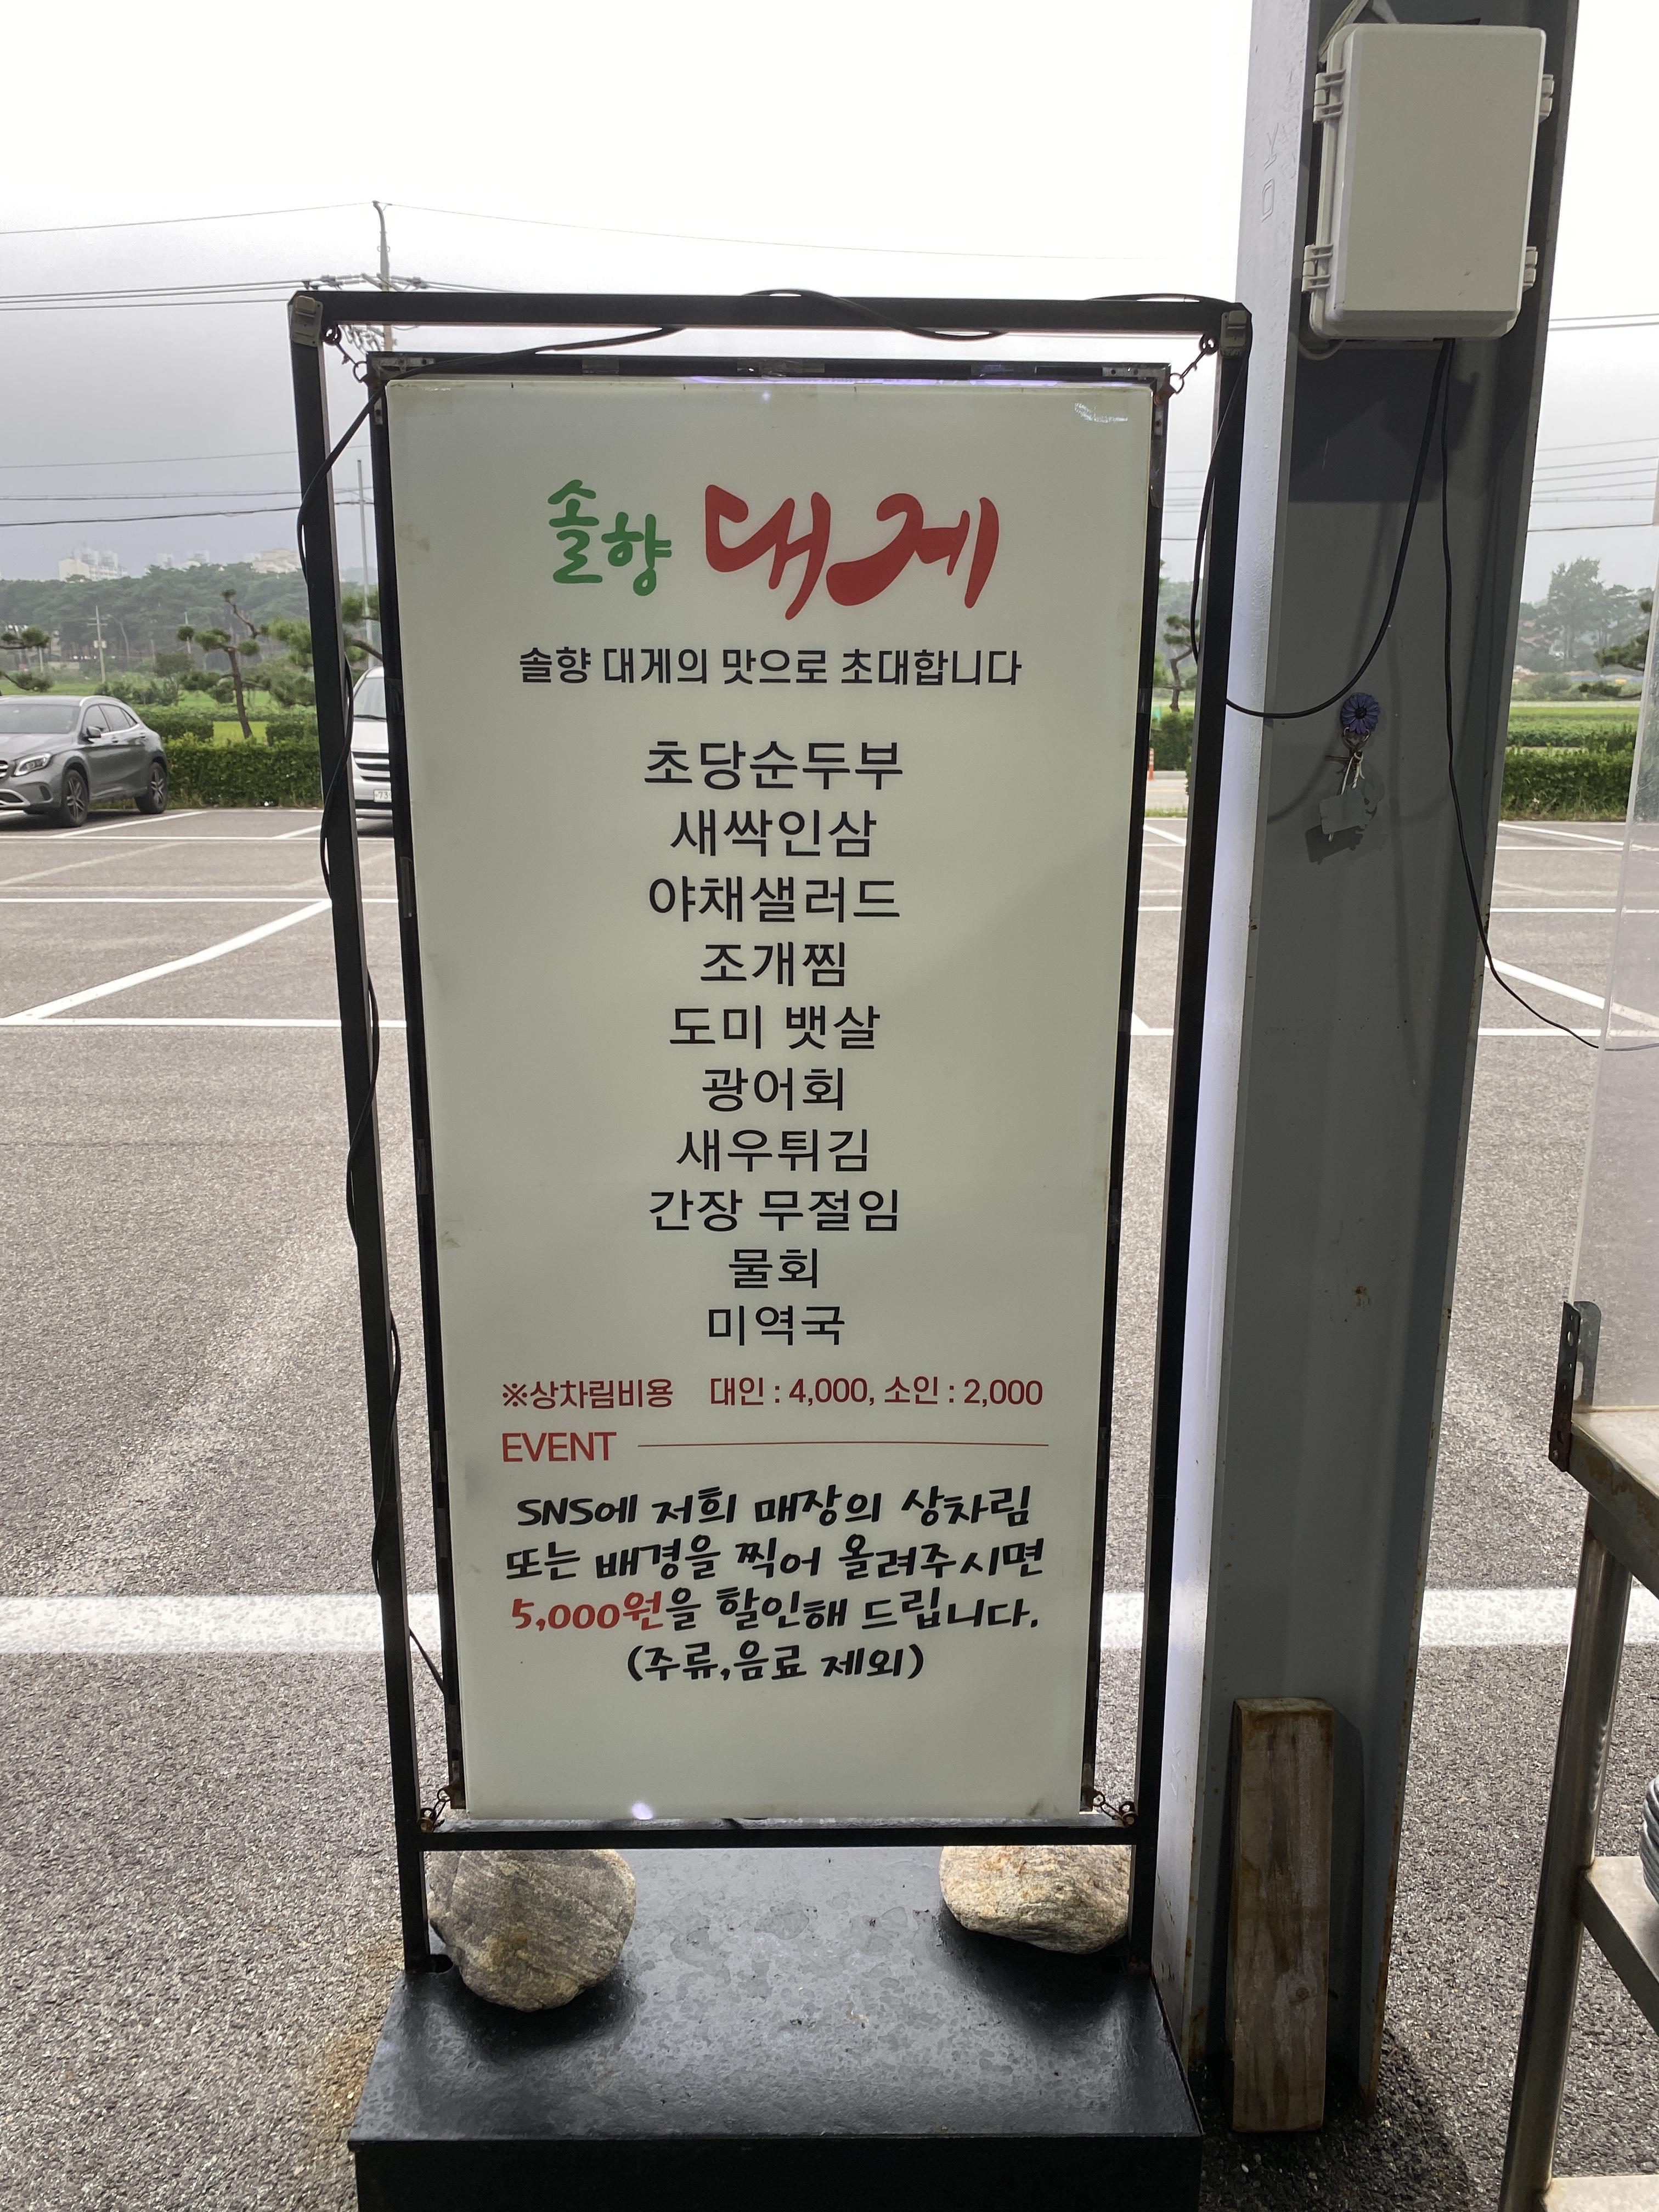 솔향 대게
솔향 대게의 맛으로 초대합니다
초당순두부
새싹인삼
야채샐러드
조개찜
도미 뱃살
광어회
새우튀김
간장 무절임
물회
미역국
※상차림비용 대인 : 4,000, 소인 : 2,000
EVENT
SNS에 저희 매장의 상차림
또는 배경을 찍어 올려주시면
5,000원을 할인해 드립니다.
(주류,음료 제외)